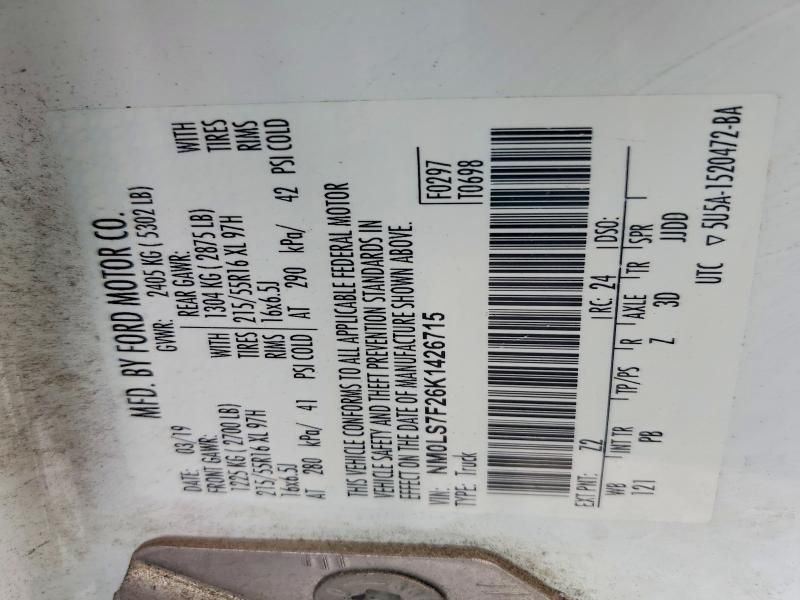 MFD. BY FORD MOTOR CO.
DATE: 03/19 GVWR: 2405 KG ( 5302 LB)
FRONT GAWR: REAR GAWR: WITH
1225 KG ( 2700 LB) WITH 1304 KG ( 2875 LB) TIRES
215/55R16 XL 97H TIRES 215/55R16 XL 97H RIMS
16x6.5J RIMS 16x6.5J
AT 280 kPa/ 41 PSI COLD AT 290 kPa/ 42 PSI COLD
THIS VEHICLE CONFORMS TO ALL APPLICABLE FEDERAL MOTOR
VEHICLE SAFETY AND THEFT PREVENTION STANDARDS IN
EFFECT ON THE DATE OF MANUFACTURE SHOWN ABOVE.
VIN: NM0LS7F26K1426715 F0297
TYPE: Truck T0698
EXT PNT: Z2 RC: 24 DSO:
WB INT TR TP/PS R AXLE TR SPR
121 PB Z 3D JJDD
UTC ▽ 5U5A-1520472-BA